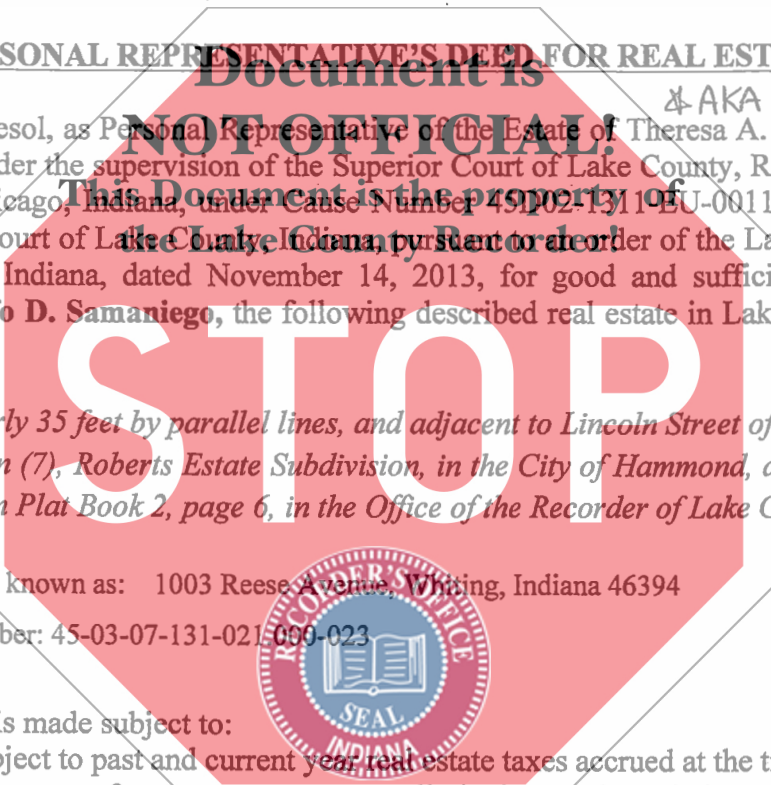 SONAL REPRESENTATIVE'S DEED FOR REAL EST
Document is
& AKA
esol, as Personal Representative of the Estate of Theresa A.
NOT OFFICIAL!
der the supervision of the Superior Court of Lake County, R
icago, Indiana, under Cause Number 45D02-1311-EU-0011
This Document is the property of
ourt of Lake County, Indiana, pursuant to an order of the La
the Lake County Recorder!
Indiana, dated November 14, 2013, for good and suffici
o D. Samaniego, the following described real estate in Lak
STOP
rly 35 feet by parallel lines, and adjacent to Lincoln Street of
n (7), Roberts Estate Subdivision, in the City of Hammond, a
n Plat Book 2, page 6, in the Office of the Recorder of Lake C
known as: 1003 Reese Avenue, Whiting, Indiana 46394
ber: 45-03-07-131-021.000-023
RECORDER'S OFFICE
SEAL
INDIANA
is made subject to:
bject to past and current year real estate taxes accrued at the t